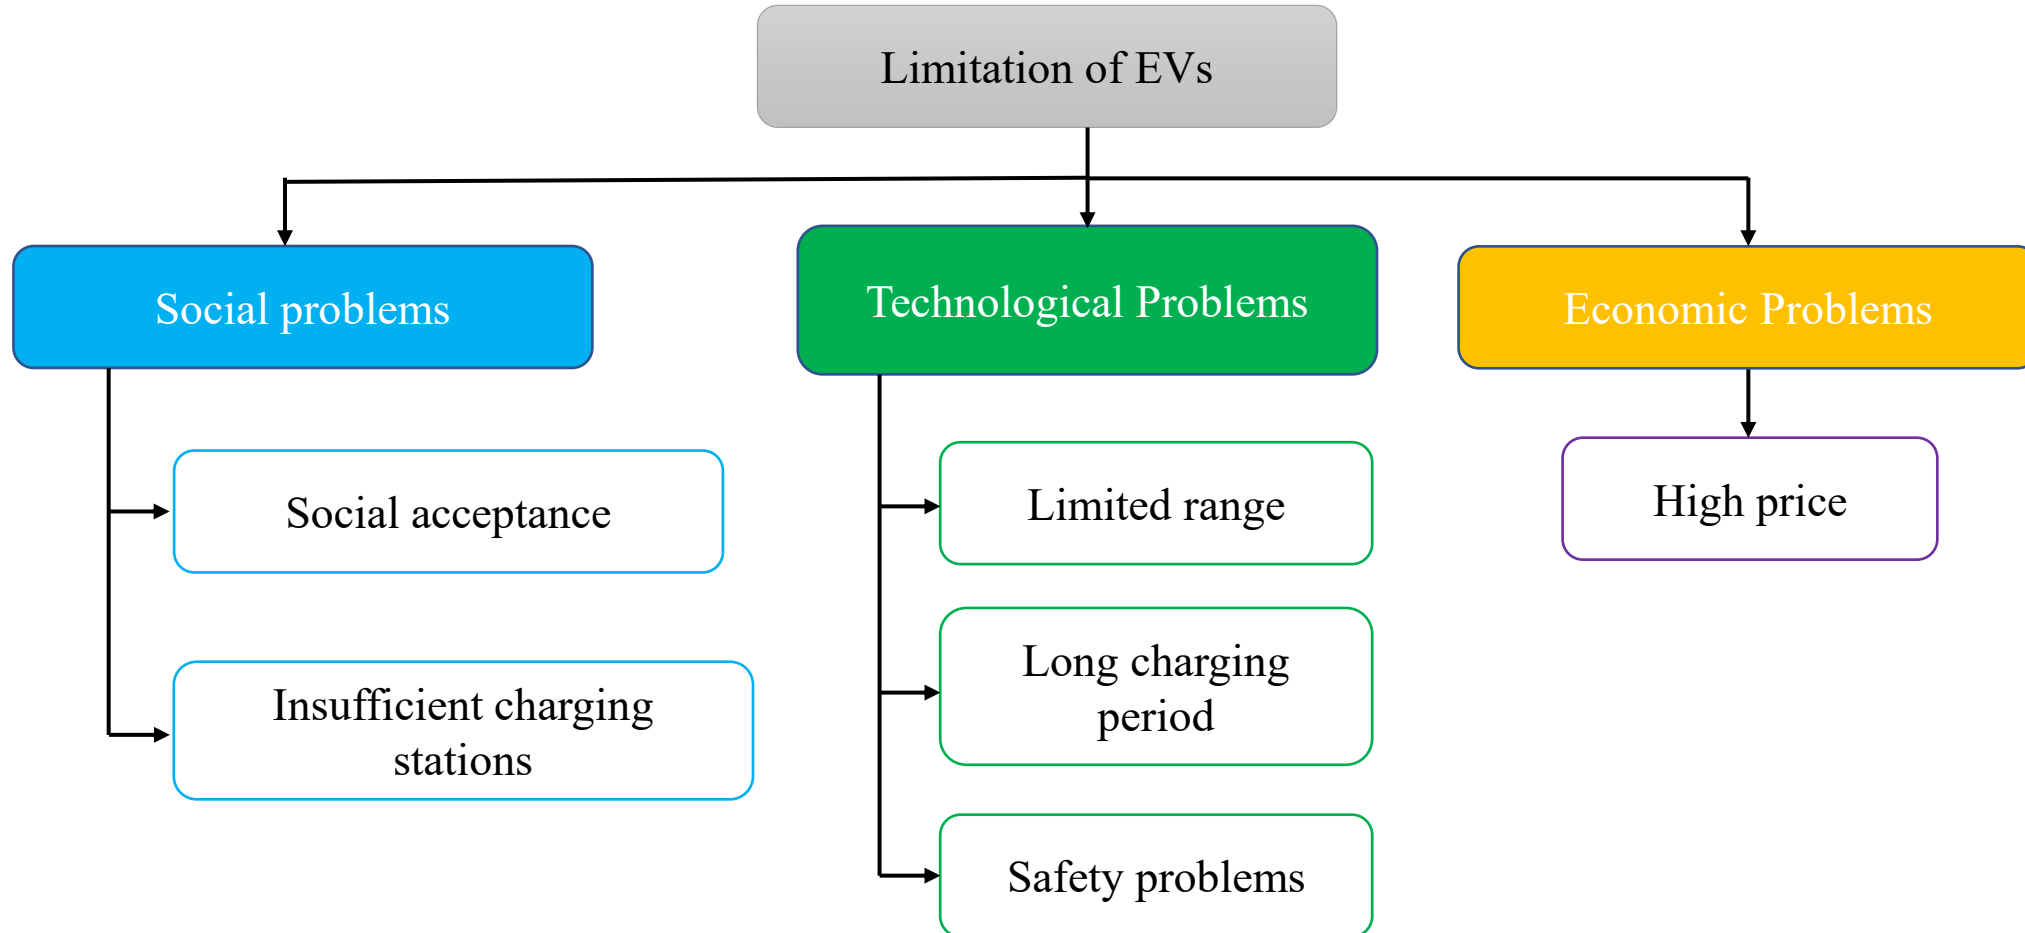 Limitation of EVs
Social problems
Technological Problems
Economic Problems
Social acceptance
Insufficient charging
stations
Limited range
Long charging
period
Safety problems
High price